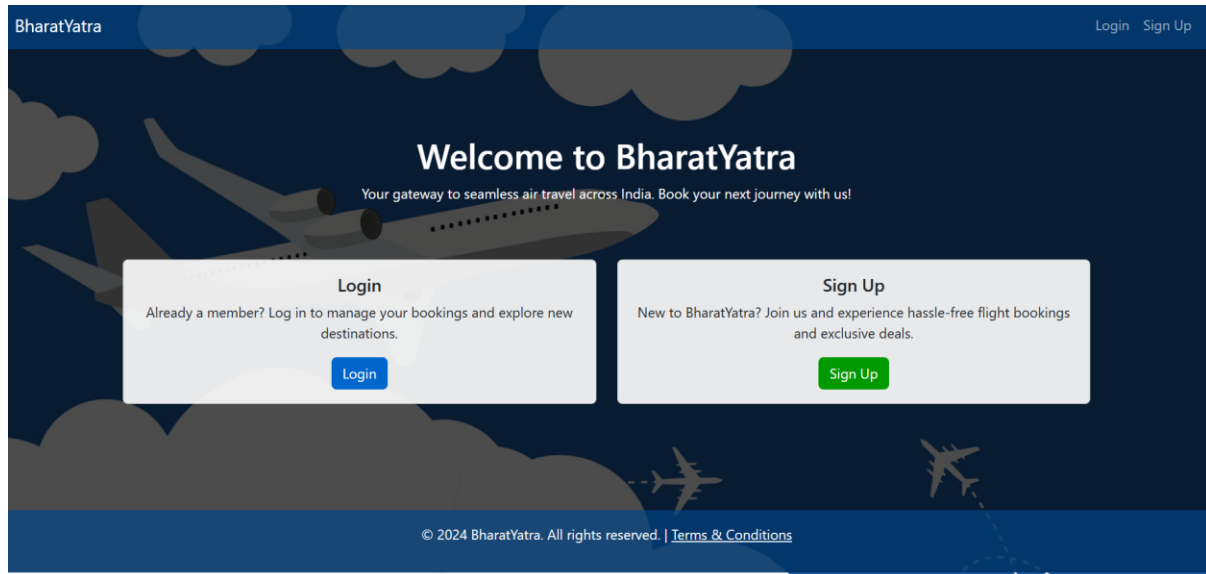 BharatYatra
Login Sign Up
Welcome to BharatYatra
Your gateway to seamless air travel across India. Book your next journey with us!
Login
Already a member? Log in to manage your bookings and explore new
destinations.
Login
Sign Up
New to BharatYatra? Join us and experience hassle-free flight bookings
and exclusive deals.
Sign Up
© 2024 BharatYatra. All rights reserved. | Terms & Conditions